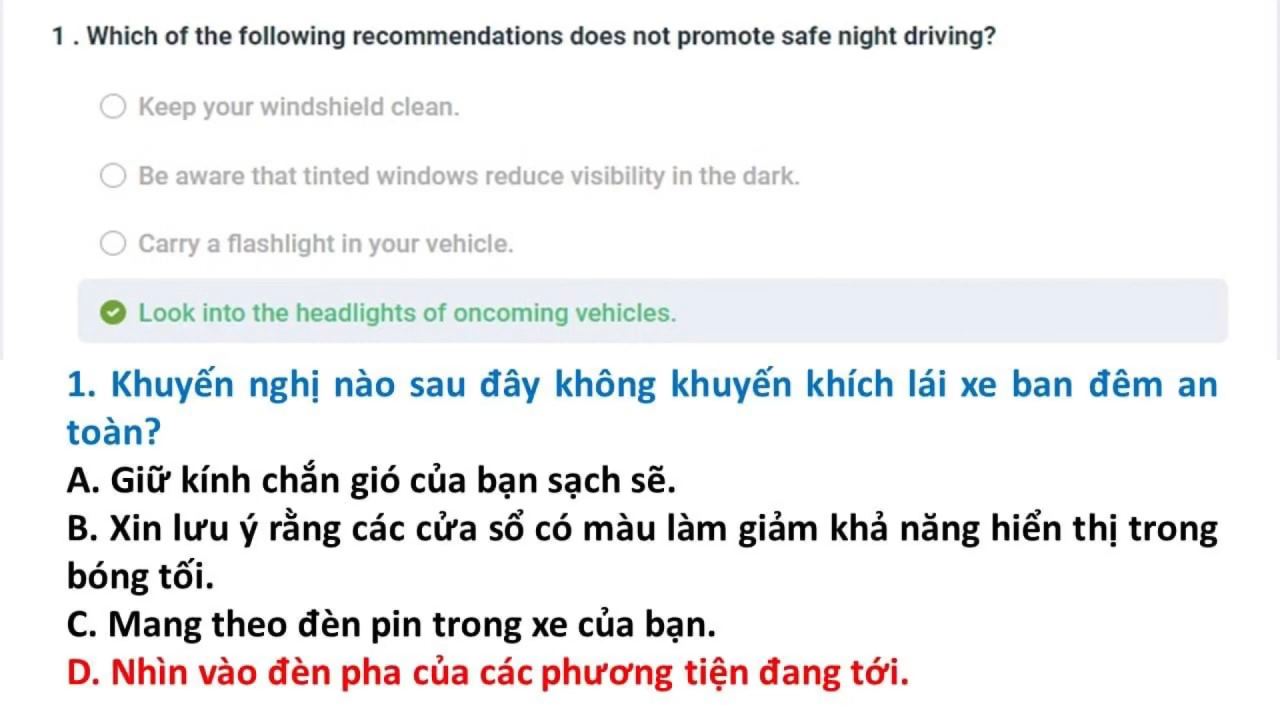 1 . Which of the following recommendations does not promote safe night driving?
Keep your windshield clean.
Be aware that tinted windows reduce visibility in the dark.
Carry a flashlight in your vehicle.
Look into the headlights of oncoming vehicles.
1. Khuyến nghị nào sau đây không khuyến khích lái xe ban đêm an
toàn?
A. Giữ kính chắn gió của bạn sạch sẽ.
B. Xin lưu ý rằng các cửa sổ có màu làm giảm khả năng hiển thị trong
bóng tối.
C. Mang theo đèn pin trong xe của bạn.
D. Nhìn vào đèn pha của các phương tiện đang tới.